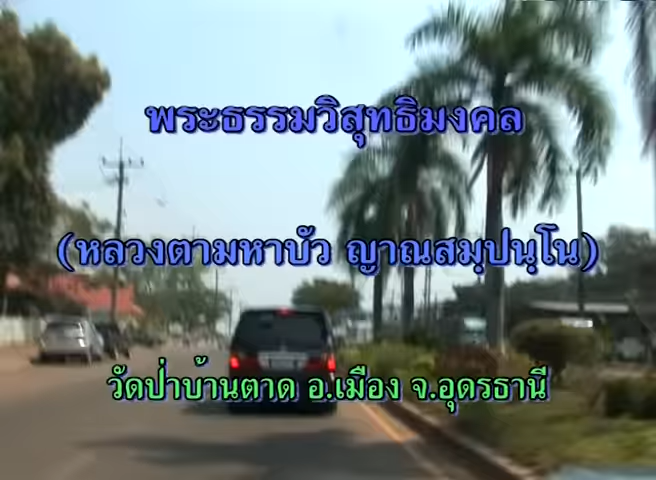 พระธรรมวิสุทธิมงคล
(หลวงตามหาบัว ญาณสมฺปนฺโน)
วัดป่าบ้านตาด อ.เมือง จ.อุดรธานี